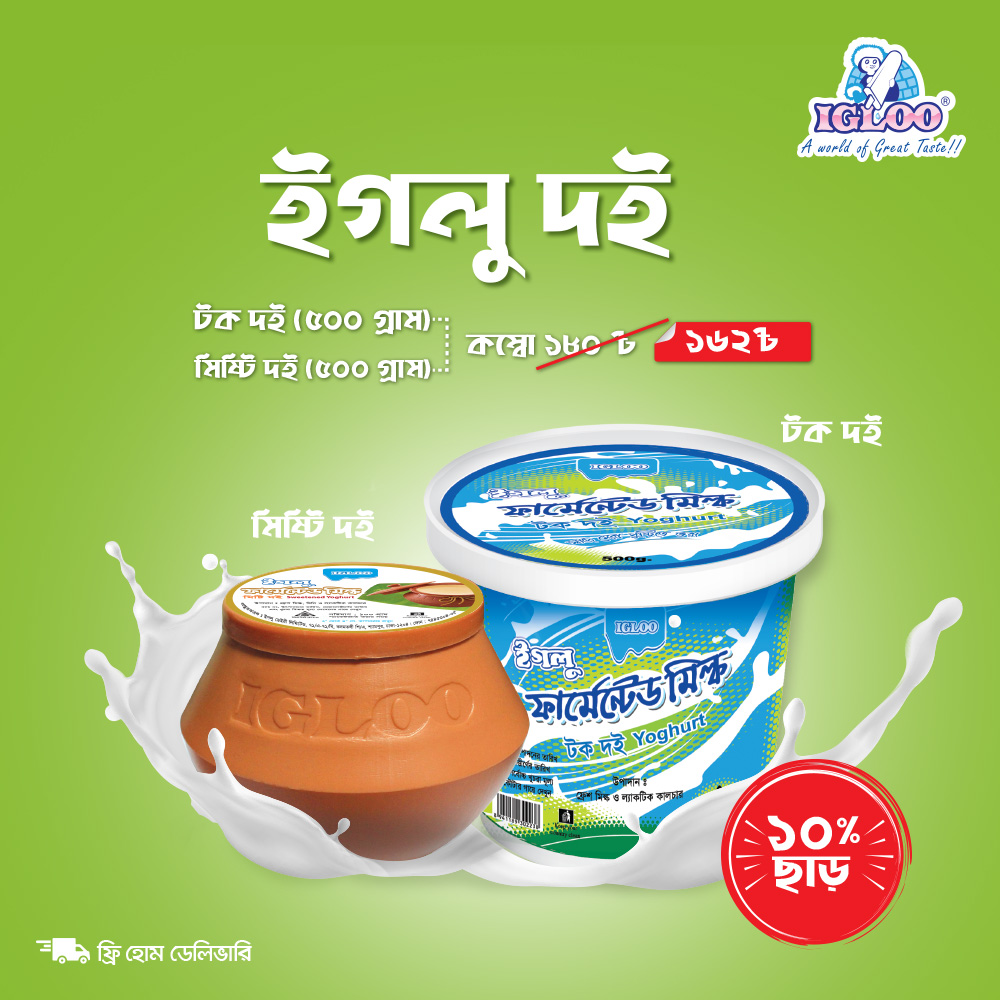 IGLOO®
A world of Great Taste!!
ইগলু দই
টক দই (৫০০ গ্রাম)
মিষ্টি দই (৫০০ গ্রাম)
কম্বো ১৮০ ৳ ১৬২ ৳
টক দই
মিষ্টি দই
IGLOO
ইগলু
ফার্মেন্টেড মিল্ক
টক দই Yoghurt
500g.
IGLOO
ইগলু
ফার্মেন্টেড মিল্ক
মিষ্টি দই Sweetened Yoghurt
IGLOO
IGLOO
ইগলু
ফার্মেন্টেড মিল্ক
টক দই Yoghurt
উপাদান ঃ
ফ্রেশ মিল্ক ও ল্যাকটিক কালচার
১০%
ছাড়
ফ্রি হোম ডেলিভারি